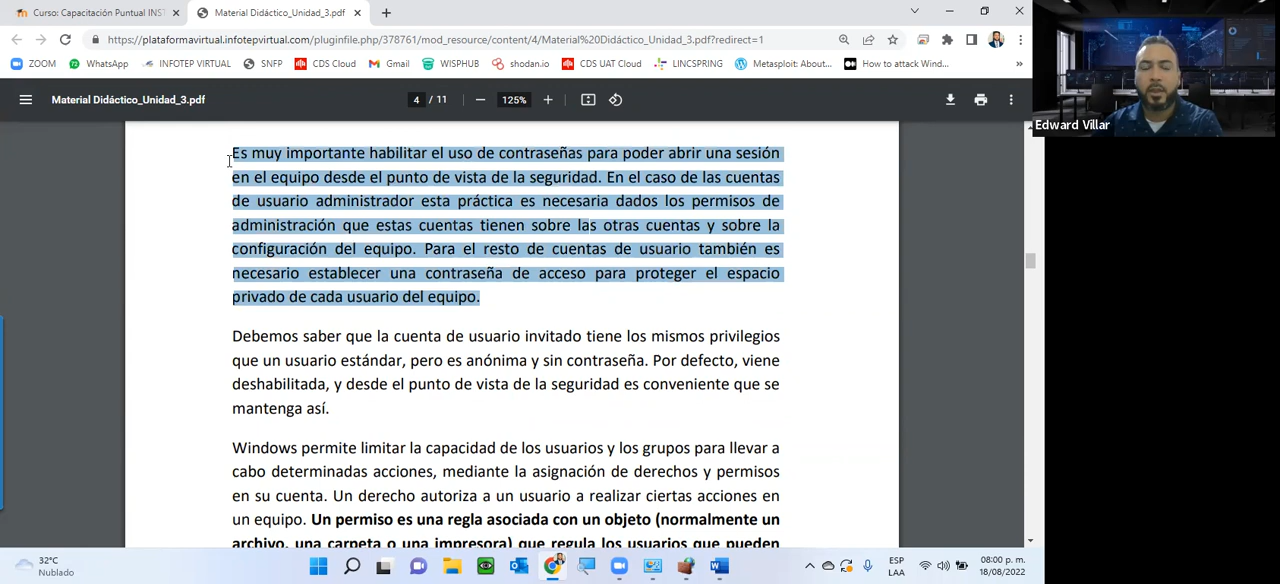 Curso: Capacitación Puntual INS
Material Didáctico_Unidad_3.pdf
https://plataformavirtual.infotepvirtual.com/pluginfile.php/378761/mod_resource/content/4/Material%20Didáctico_Unidad_3.pdf?redirect=1
ZOOM WhatsApp INFOTEP VIRTUAL SNFP CDS Cloud Gmail WISPHUB shodan.io CDS UAT Cloud LINCSPRING Metasploit: About... How to attack Wind... »
Material Didáctico_Unidad_3.pdf 4 / 11 125%
Edward Villar
Es muy importante habilitar el uso de contraseñas para poder abrir una sesión
en el equipo desde el punto de vista de la seguridad. En el caso de las cuentas
de usuario administrador esta práctica es necesaria dados los permisos de
administración que estas cuentas tienen sobre las otras cuentas y sobre la
configuración del equipo. Para el resto de cuentas de usuario también es
necesario establecer una contraseña de acceso para proteger el espacio
privado de cada usuario del equipo.
Debemos saber que la cuenta de usuario invitado tiene los mismos privilegios
que un usuario estándar, pero es anónima y sin contraseña. Por defecto, viene
deshabilitada, y desde el punto de vista de la seguridad es conveniente que se
mantenga así.
Windows permite limitar la capacidad de los usuarios y los grupos para llevar a
cabo determinadas acciones, mediante la asignación de derechos y permisos
en su cuenta. Un derecho autoriza a un usuario a realizar ciertas acciones en
un equipo. Un permiso es una regla asociada con un objeto (normalmente un
archivo, una carpeta o una impresora) que regula los usuarios que pueden
32°C
Nublado
ESP
LAA
08:00 p. m.
18/08/2022